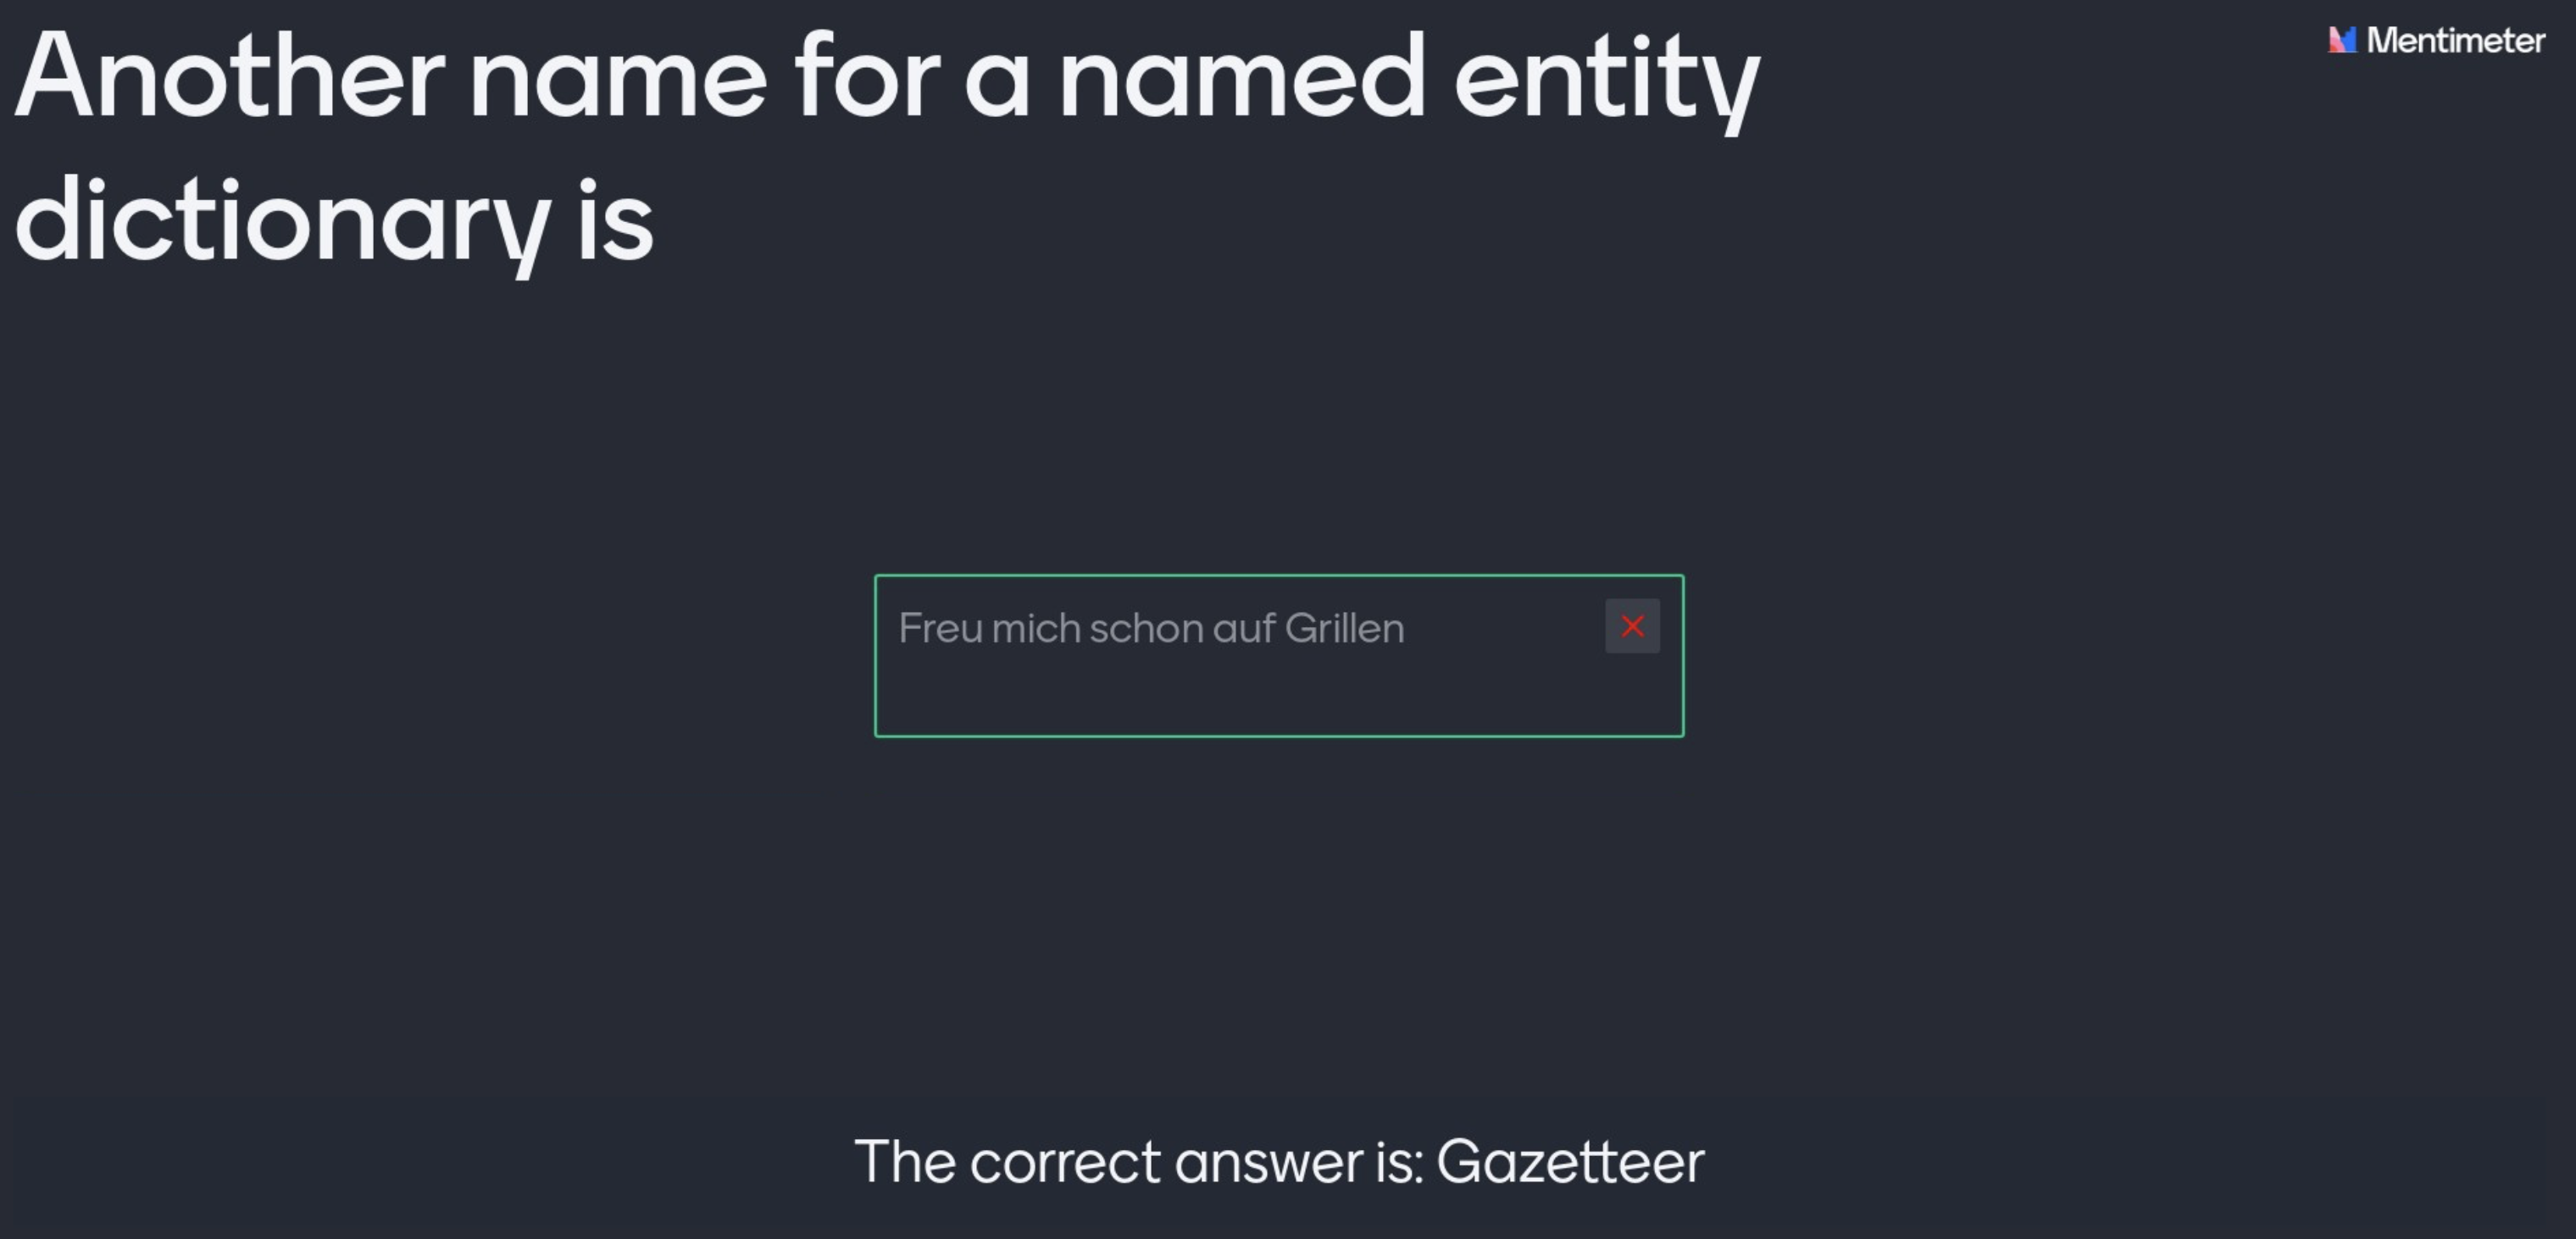 Another name for a named entity
dictionary is
Mentimeter
Freu mich schon auf Grillen
The correct answer is: Gazetteer